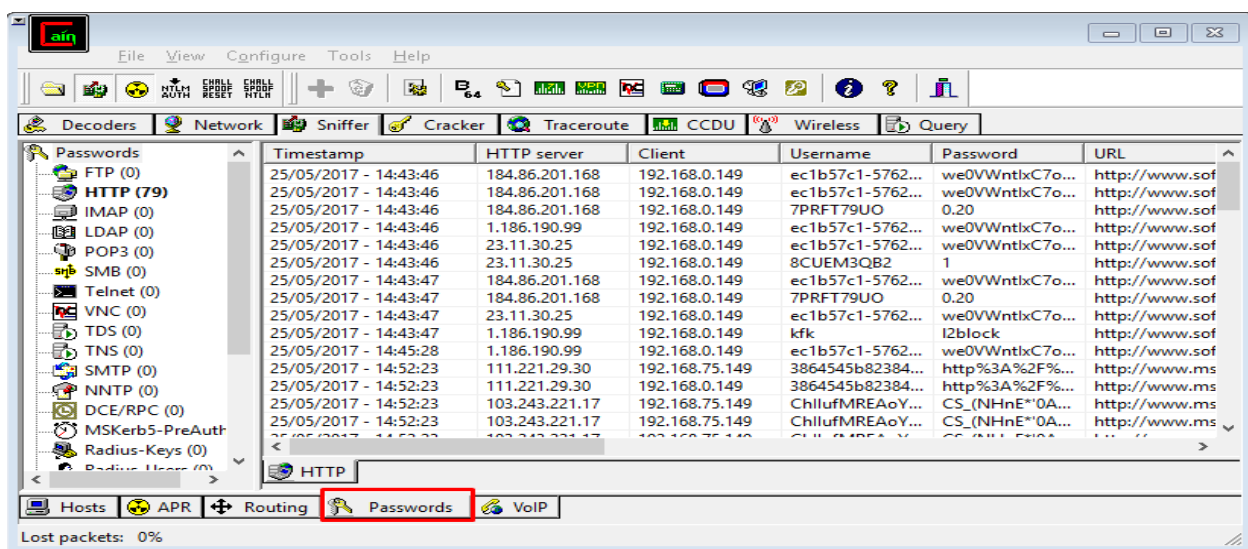 Cain
File View Configure Tools Help
NTLM AUTH CHALL SPOOF RESET CHALL SPOOF NTLM B64
Decoders Network Sniffer Cracker Traceroute CCDU Wireless Query
Passwords
FTP (0)
HTTP (79)
IMAP (0)
LDAP (0)
POP3 (0)
SMB (0)
Telnet (0)
VNC (0)
TDS (0)
TNS (0)
SMTP (0)
NNTP (0)
DCE/RPC (0)
MSKerb5-PreAuth
Radius-Keys (0)
Radius-Users (0)
Timestamp HTTP server Client Username Password URL
25/05/2017 - 14:43:46 184.86.201.168 192.168.0.149 ec1b57c1-5762... we0VWntlxC7o... http://www.sof
25/05/2017 - 14:43:46 184.86.201.168 192.168.0.149 ec1b57c1-5762... we0VWntlxC7o... http://www.sof
25/05/2017 - 14:43:46 184.86.201.168 192.168.0.149 7PRFT79UO 0.20 http://www.sof
25/05/2017 - 14:43:46 1.186.190.99 192.168.0.149 ec1b57c1-5762... we0VWntlxC7o... http://www.sof
25/05/2017 - 14:43:46 23.11.30.25 192.168.0.149 ec1b57c1-5762... we0VWntlxC7o... http://www.sof
25/05/2017 - 14:43:46 23.11.30.25 192.168.0.149 8CUEM3QB2 1 http://www.sof
25/05/2017 - 14:43:47 184.86.201.168 192.168.0.149 ec1b57c1-5762... we0VWntlxC7o... http://www.sof
25/05/2017 - 14:43:47 184.86.201.168 192.168.0.149 7PRFT79UO 0.20 http://www.sof
25/05/2017 - 14:43:47 23.11.30.25 192.168.0.149 ec1b57c1-5762... we0VWntlxC7o... http://www.sof
25/05/2017 - 14:43:47 1.186.190.99 192.168.0.149 kfk I2block http://www.sof
25/05/2017 - 14:45:28 1.186.190.99 192.168.0.149 ec1b57c1-5762... we0VWntlxC7o... http://www.sof
25/05/2017 - 14:52:23 111.221.29.30 192.168.75.149 3864545b82384... http%3A%2F%... http://www.ms
25/05/2017 - 14:52:23 111.221.29.30 192.168.75.149 3864545b82384... http%3A%2F%... http://www.ms
25/05/2017 - 14:52:23 103.243.221.17 192.168.75.149 ChIlufMREAoY... CS_(NHnE*'0A... http://www.ms
25/05/2017 - 14:52:23 103.243.221.17 192.168.75.149 ChIlufMREAoY... CS_(NHnE*'0A... http://www.ms
HTTP
Hosts APR Routing Passwords VoIP
Lost packets: 0%